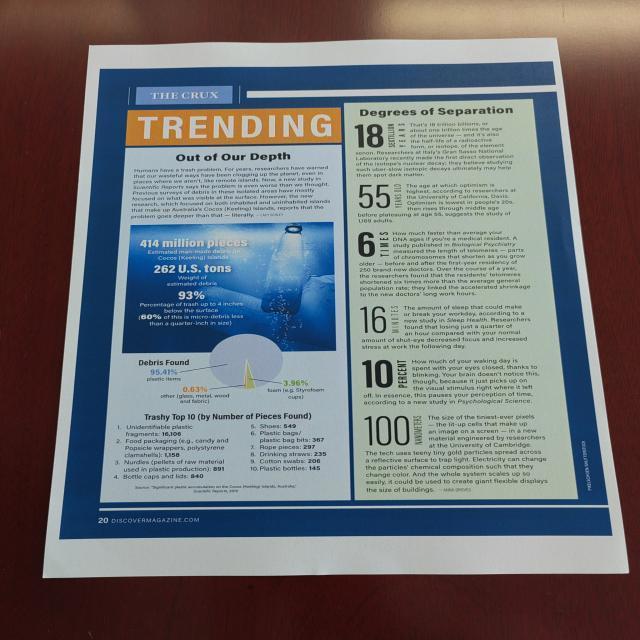 THE CRUX
TRENDING
Out of Our Depth
Humans have a trash problem. For years, researchers have warned
that our wasteful ways have been clogging up the planet, even in
places where we aren't, like remote islands. Now, a new study in
Scientific Reports says the problem is even worse than we thought.
Previous surveys of debris in these isolated areas have mostly
focused on what was visible at the surface. However, the new
research, which focused on both inhabited and uninhabited islands
that make up Australia's Cocos (Keeling) Islands, reports that the
problem goes deeper than that — literally.
414 million pieces
Estimated man-made debris on
Cocos (Keeling) Islands
262 U.S. tons
Weight of
estimated debris
93%
Percentage of trash up to 4 inches
below the surface
(60% of this is micro-debris less
than a quarter-inch in size)
Debris Found
95.41%
plastic items
0.63%
other (glass, metal, wood
and fabric)
3.96%
foam (e.g. Styrofoam
cups)
Trashy Top 10 (by Number of Pieces Found)
1. Unidentifiable plastic
fragments: 16,106
2. Food packaging (e.g., candy and
Popsicle wrappers, polystyrene
clamshells): 1,158
3. Nurdles (pellets of raw material
used in plastic production): 891
4. Bottle caps and lids: 840
5. Shoes: 549
6. Plastic bags/
plastic bag bits: 367
7. Rope pieces: 297
8. Drinking straws: 235
9. Cotton swabs: 206
10. Plastic bottles: 145
Source: "Significant plastic accumulation on the Cocos (Keeling) Islands, Australia,"
Scientific Reports, 2019
20 DISCOVERMAGAZINE.COM
Degrees of Separation
18 SEXTILLION YEARS
That's 18 trillion billions, or
about one trillion times the age
of the universe — and it's also
the half-life of a radioactive
form, or isotope, of the element
xenon. Researchers at Italy's Gran Sasso National
Laboratory recently made the first direct observation
of the isotope's nuclear decay; they believe studying
such uber-slow isotopic decays ultimately may help
them spot dark matter.
55 YEARS OLD
The age at which optimism is
highest, according to researchers at
the University of California, Davis.
Optimism is lowest in people's 20s,
then rises through middle age
before plateauing at age 55, suggests the study of
adults.
6 TIMES
How much faster than average your
DNA ages if you're a medical resident. A
study published in Biological Psychiatry
measured the length of telomeres — parts
of chromosomes that shorten as you grow
older — before and after the first-year residency of
250 brand-new doctors. Over the course of a year,
the researchers found that the residents' telomeres
shortened six times more than the average general
population rate; they linked the accelerated shrinkage
to the new doctors' long work hours.
16 MINUTES
The amount of sleep that could make
or break your workday, according to a
new study in Sleep Health. Researchers
found that losing just a quarter of
an hour compared with your normal
amount of shut-eye decreased focus and increased
stress at work the following day.
10 PERCENT
How much of your waking day is
spent with your eyes closed, thanks to
blinking. Your brain doesn't notice this,
though, because it just picks up on
the visual stimulus right where it left
off. In essence, this pauses your perception of time,
according to a new study in Psychological Science.
100 NANOMETERS
The size of the tiniest-ever pixels
— the lit-up cells that make up
an image on a screen — in a new
material engineered by researchers
at the University of Cambridge.
The tech uses teeny tiny gold particles spread across
a reflective surface to trap light. Electricity can change
the particles' chemical composition such that they
change color. And the whole system scales up so
easily, it could be used to create giant flexible displays
the size of buildings.